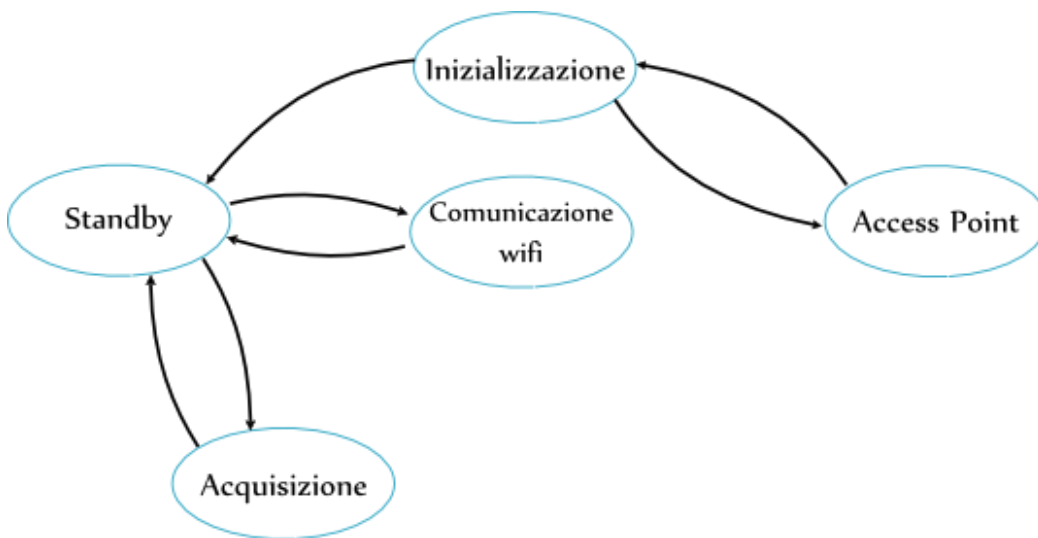 Inizializzazione
Standby
Comunicazione
wifi
Access Point
Acquisizione